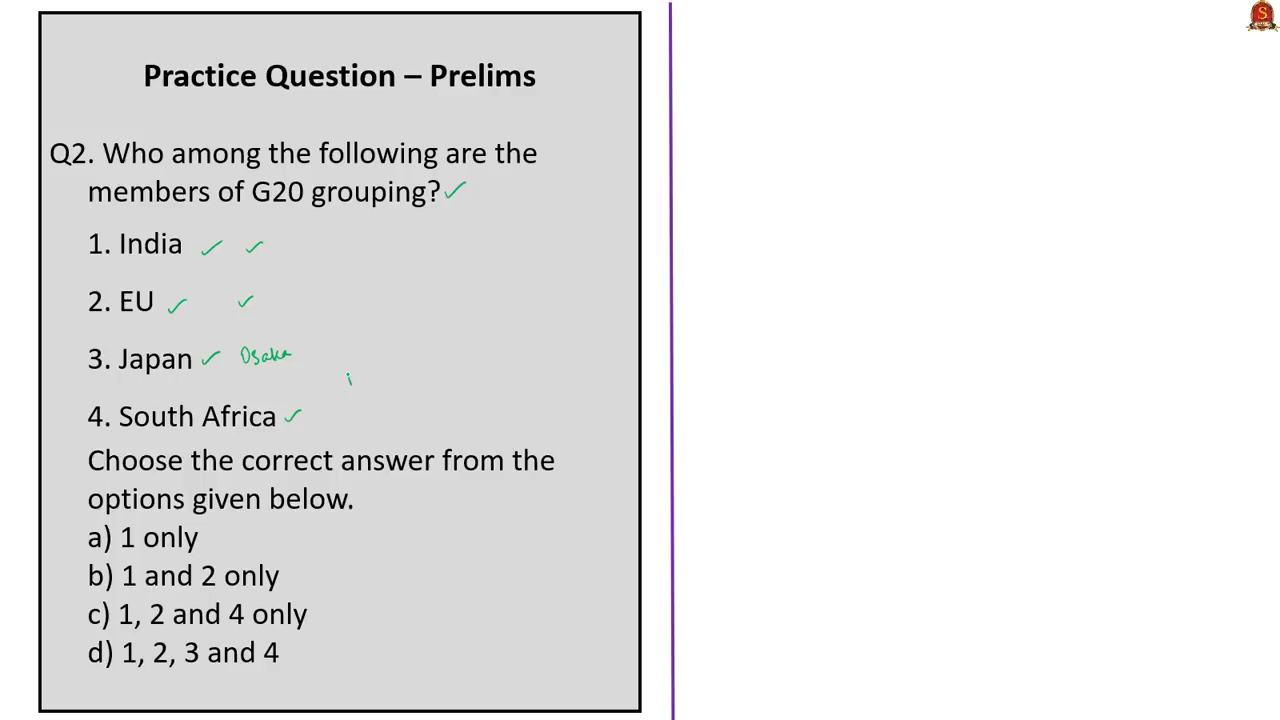 Practice Question – Prelims
Q2. Who among the following are the
members of G20 grouping?
1. India
2. EU
3. Japan Osaka
4. South Africa
Choose the correct answer from the
options given below.
a) 1 only
b) 1 and 2 only
c) 1, 2 and 4 only
d) 1, 2, 3 and 4
S